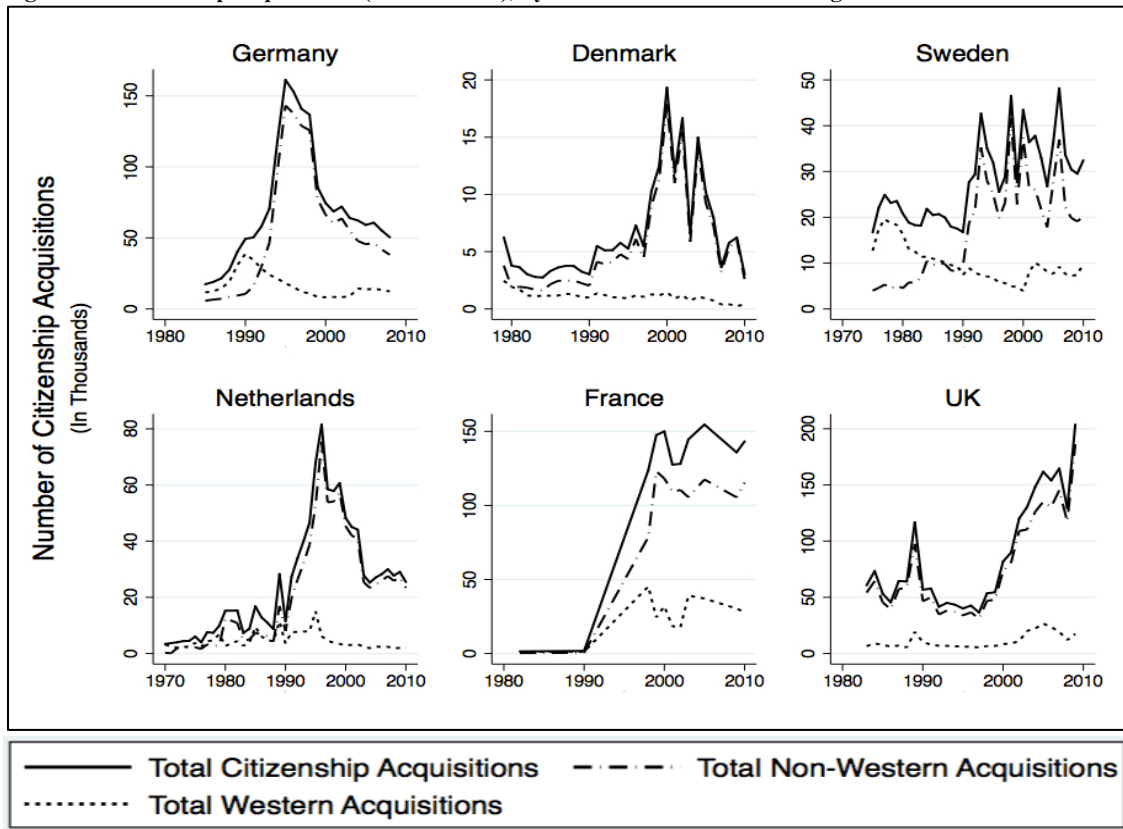 Germany
Denmark
Sweden
Number of Citizenship Acquisitions
(In Thousands)
0 50 100 150
1980 1990 2000 2010
0 5 10 15 20
1980 1990 2000 2010
0 10 20 30 40 50
1970 1980 1990 2000 2010
Netherlands
France
UK
0 20 40 60 80
1970 1980 1990 2000 2010
0 50 100 150
1980 1990 2000 2010
0 50 100 150 200
1980 1990 2000 2010
Total Citizenship Acquisitions
Total Non-Western Acquisitions
Total Western Acquisitions